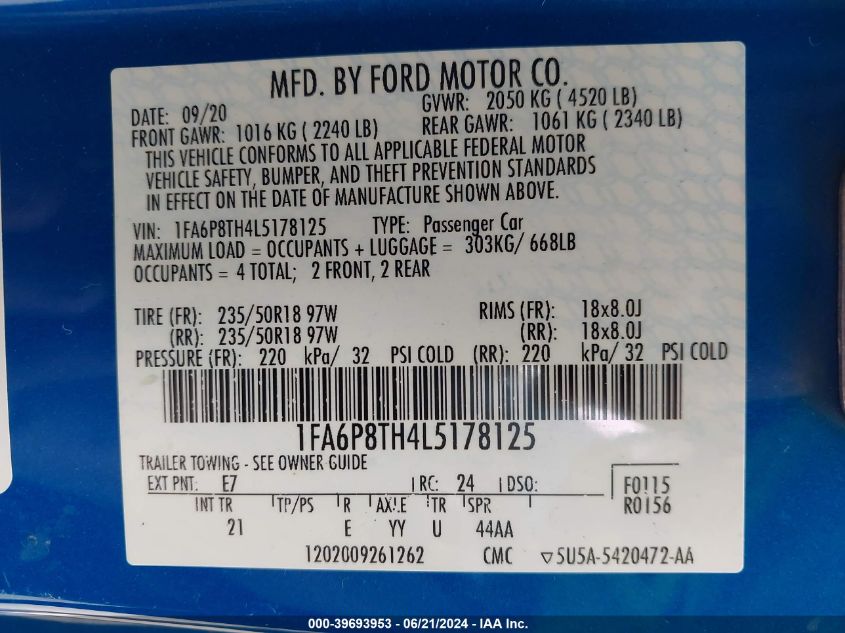 MFD. BY FORD MOTOR CO.
DATE: 09/20 GVWR: 2050 KG ( 4520 LB)
FRONT GAWR: 1016 KG ( 2240 LB) REAR GAWR: 1061 KG ( 2340 LB)
THIS VEHICLE CONFORMS TO ALL APPLICABLE FEDERAL MOTOR
VEHICLE SAFETY, BUMPER, AND THEFT PREVENTION STANDARDS
IN EFFECT ON THE DATE OF MANUFACTURE SHOWN ABOVE.
VIN: 1FA6P8TH4L5178125 TYPE: Passenger Car
MAXIMUM LOAD = OCCUPANTS + LUGGAGE = 303KG/ 668LB
OCCUPANTS = 4 TOTAL; 2 FRONT, 2 REAR
TIRE (FR): 235/50R18 97W RIMS (FR): 18x8.0J
(RR): 235/50R18 97W (RR): 18x8.0J
PRESSURE (FR): 220 kPa/ 32 PSI COLD (RR): 220 kPa/ 32 PSI COLD
1FA6P8TH4L5178125
TRAILER TOWING - SEE OWNER GUIDE
EXT PNT: E7 RC: 24 DSO: F0115
R0156
INT TR TP/PS R AXLE TR SPR
21 E YY U 44AA
1202009261262 CMC ▽5U5A-5420472-AA
000-39693953 - 06/21/2024 - IAA Inc.